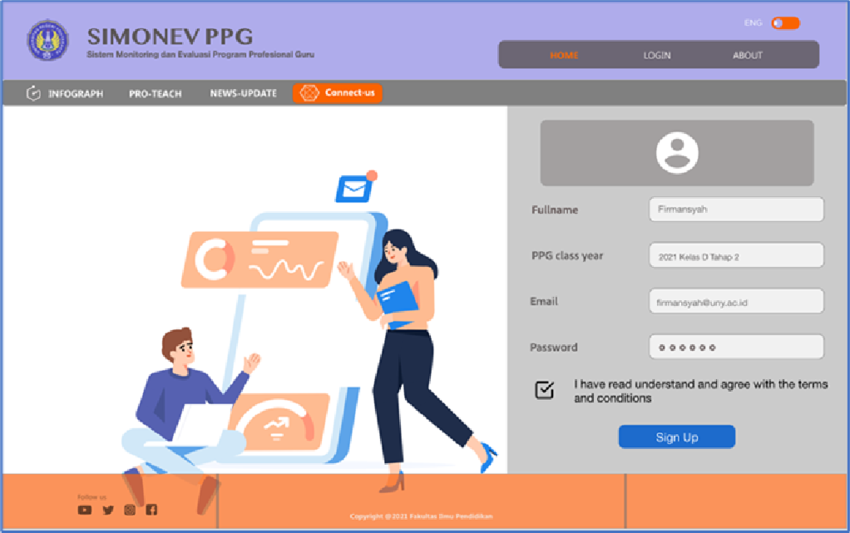 SIMONEV PPG
Sistem Monitoring dan Evaluasi Program Profesional Guru
ENG
HOME LOGIN ABOUT
INFOGRAPH PRO-TEACH NEWS-UPDATE Connect-us
Fullname Firmansyah
PPG class year 2021 Kelas D Tahap 2
Email firmansyah@uny.ac.id
Password
I have read understand and agree with the terms
and conditions
Sign Up
Follow us
Copyright @2021 Fakultas Ilmu Pendidikan